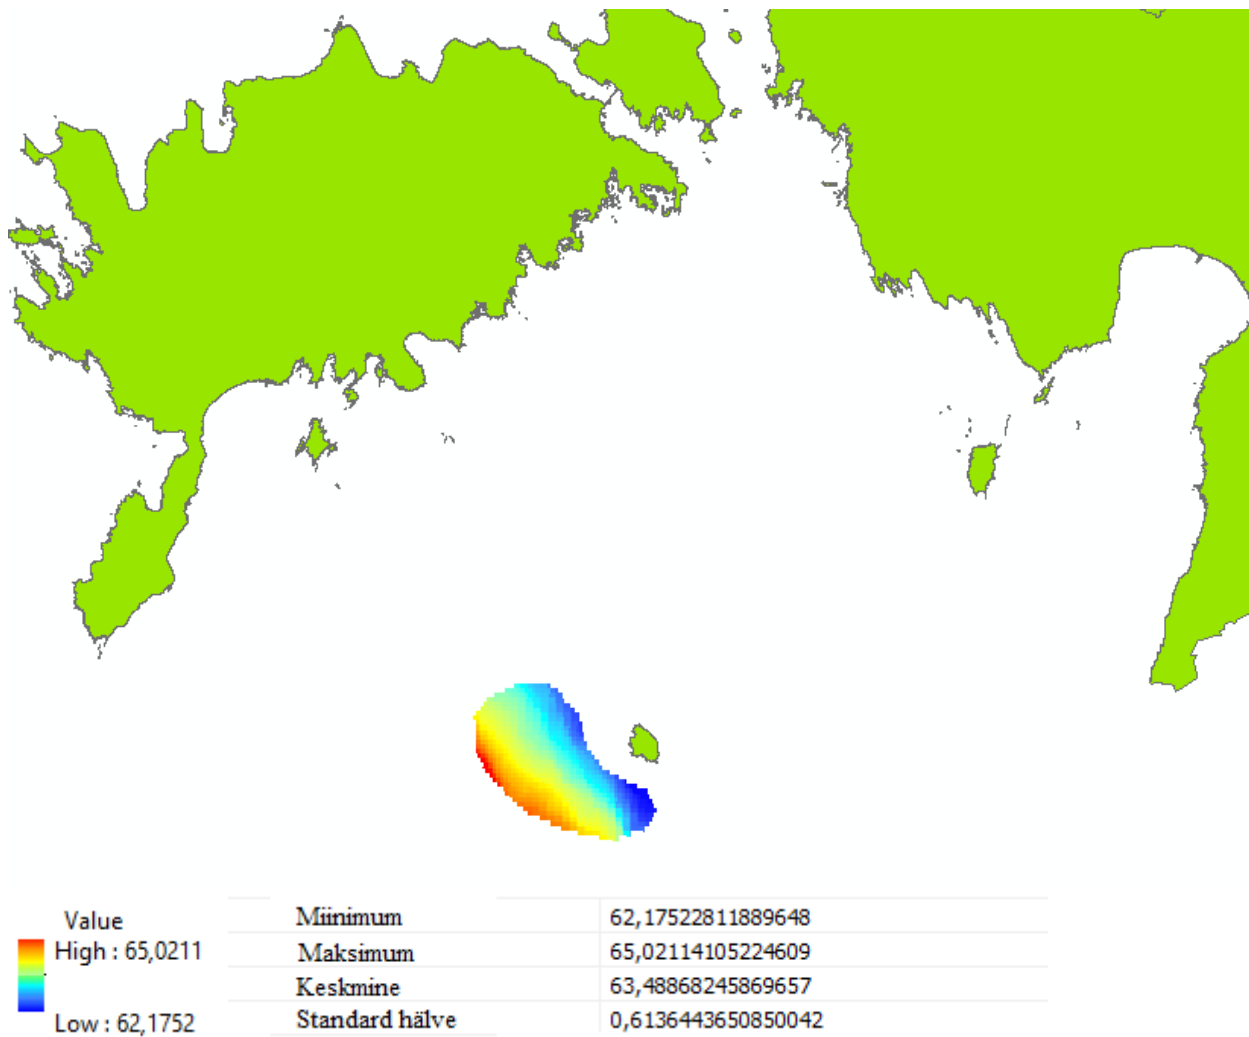 Value
High : 65,0211
Low : 62,1752
Miinimum 62,17522811889648
Maksimum 65,02114105224609
Keskmine 63,48868245869657
Standard hälve 0,6136443650850042